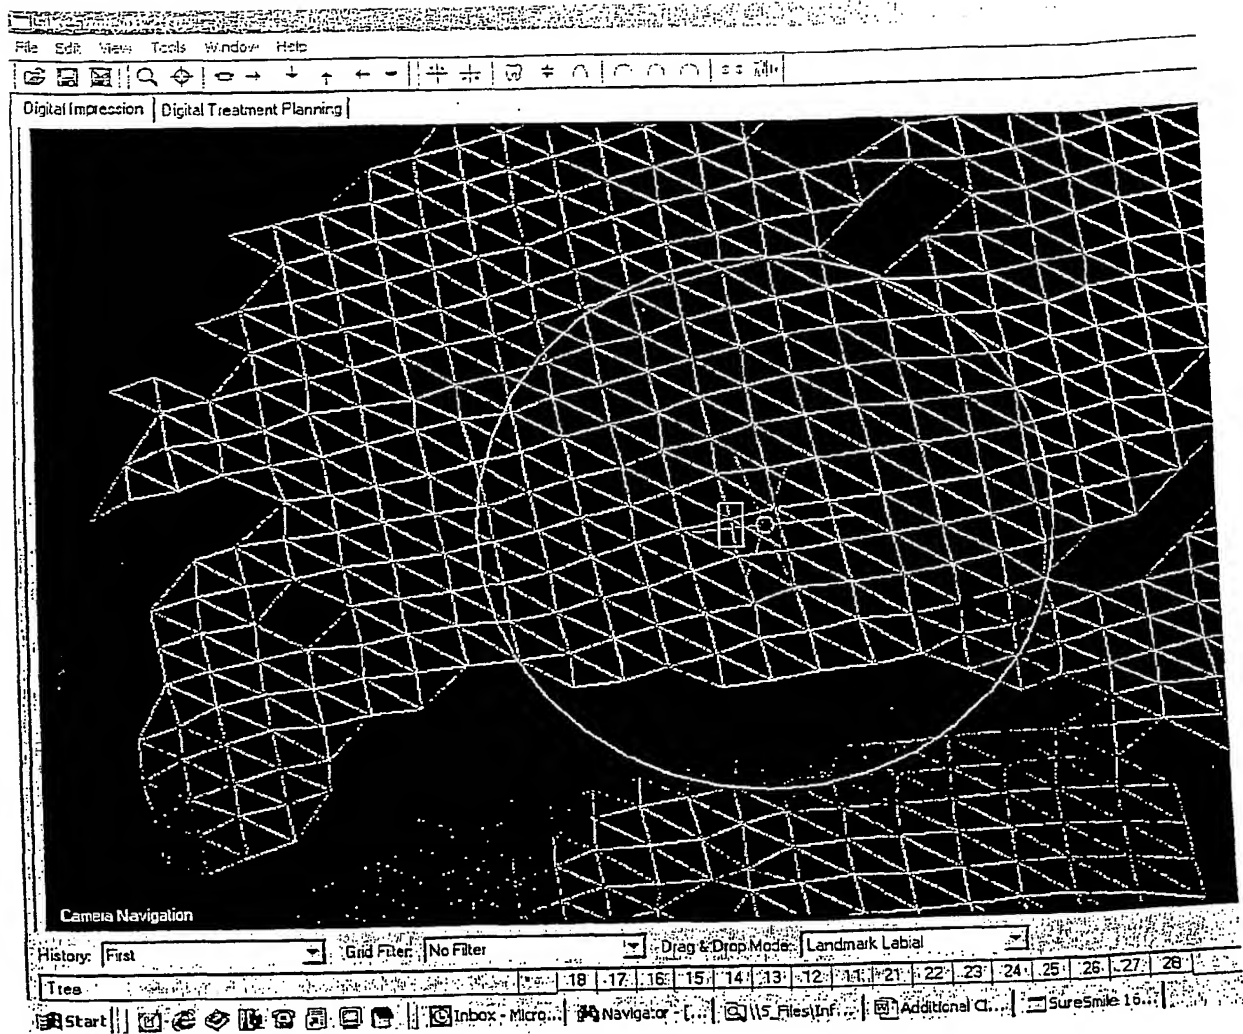 File Edit View Tools Window Help
Digital Impression Digital Treatment Planning
Camera Navigation
History: First Grid Filter: No Filter Drag & Drop Mode: Landmark Labial
Tree 18 17 16 15 14 13 12 11 21 22 23 24 25 26 27 28
Start Inbox - Micro... Navigator - [... \\S_Files\Inf... Additional Cl... SureSmile 16...